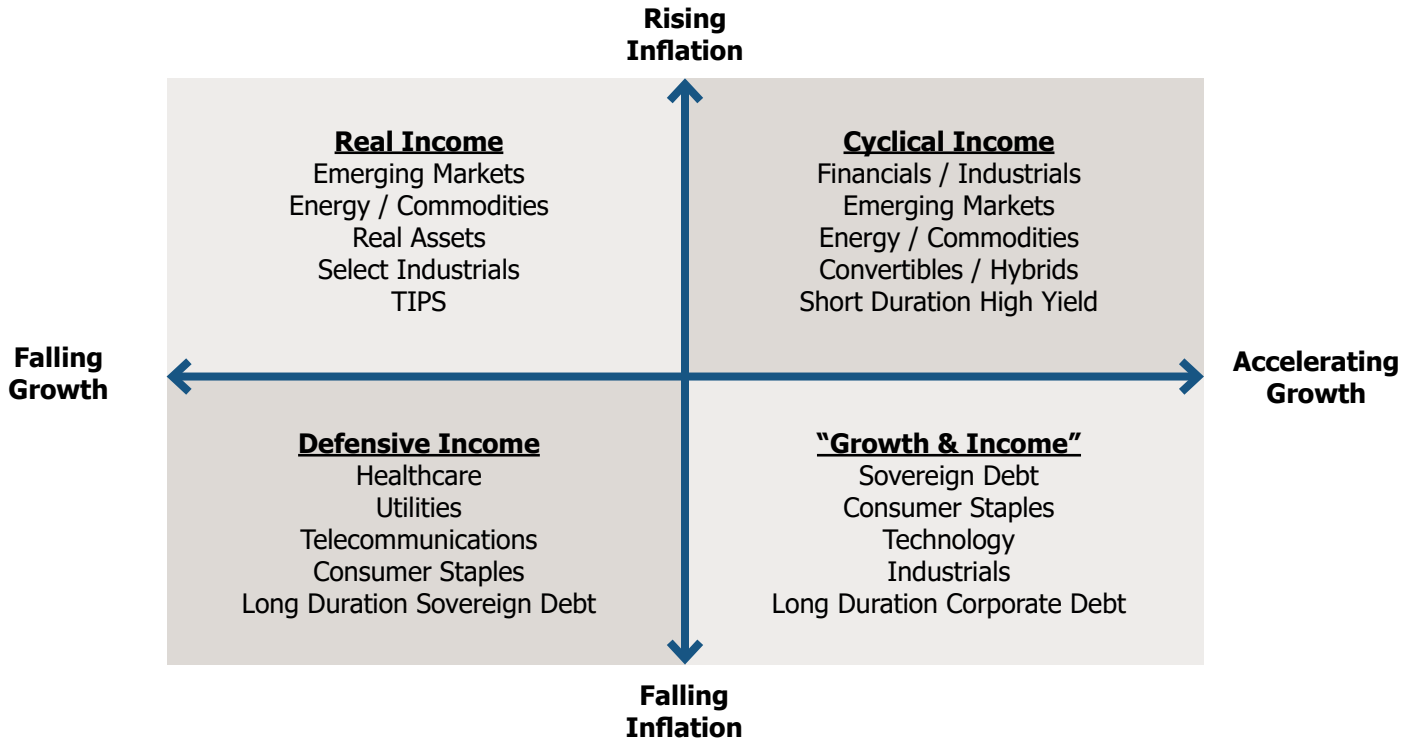 Rising
Inflation
Real Income
Emerging Markets
Energy / Commodities
Real Assets
Select Industrials
TIPS
Cyclical Income
Financials / Industrials
Emerging Markets
Energy / Commodities
Convertibles / Hybrids
Short Duration High Yield
Falling
Growth
Accelerating
Growth
Defensive Income
Healthcare
Utilities
Telecommunications
Consumer Staples
Long Duration Sovereign Debt
“Growth & Income”
Sovereign Debt
Consumer Staples
Technology
Industrials
Long Duration Corporate Debt
Falling
Inflation